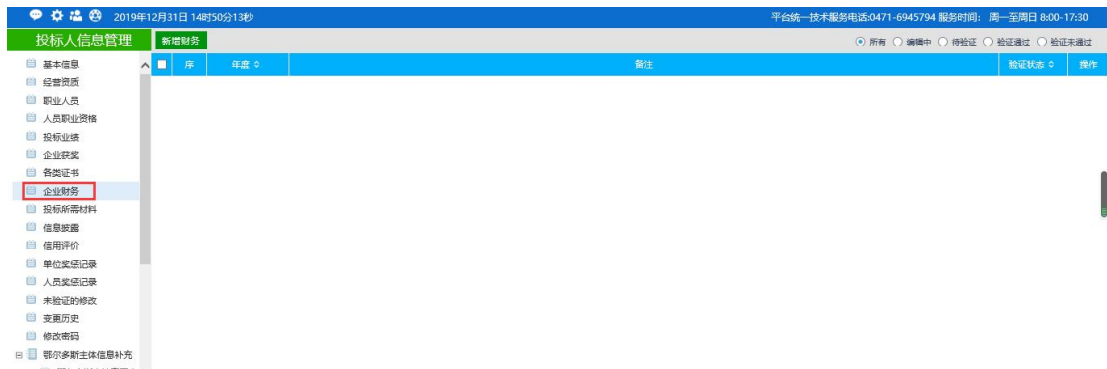 2019年12月31日 14时50分13秒
平台统一技术服务电话:0471-6945794 服务时间: 周一至周日 8:00-17:30
投标人信息管理
新增财务
所有 编辑中 待验证 验证通过 验证未通过
序 年度 备注 验证状态 操作
基本信息
经营资质
职业人员
人员职业资格
投标业绩
企业获奖
各类证书
企业财务
投标所需材料
信息披露
信用评价
单位奖惩记录
人员奖惩记录
未验证的修改
变更历史
修改密码
鄂尔多斯主体信息补充